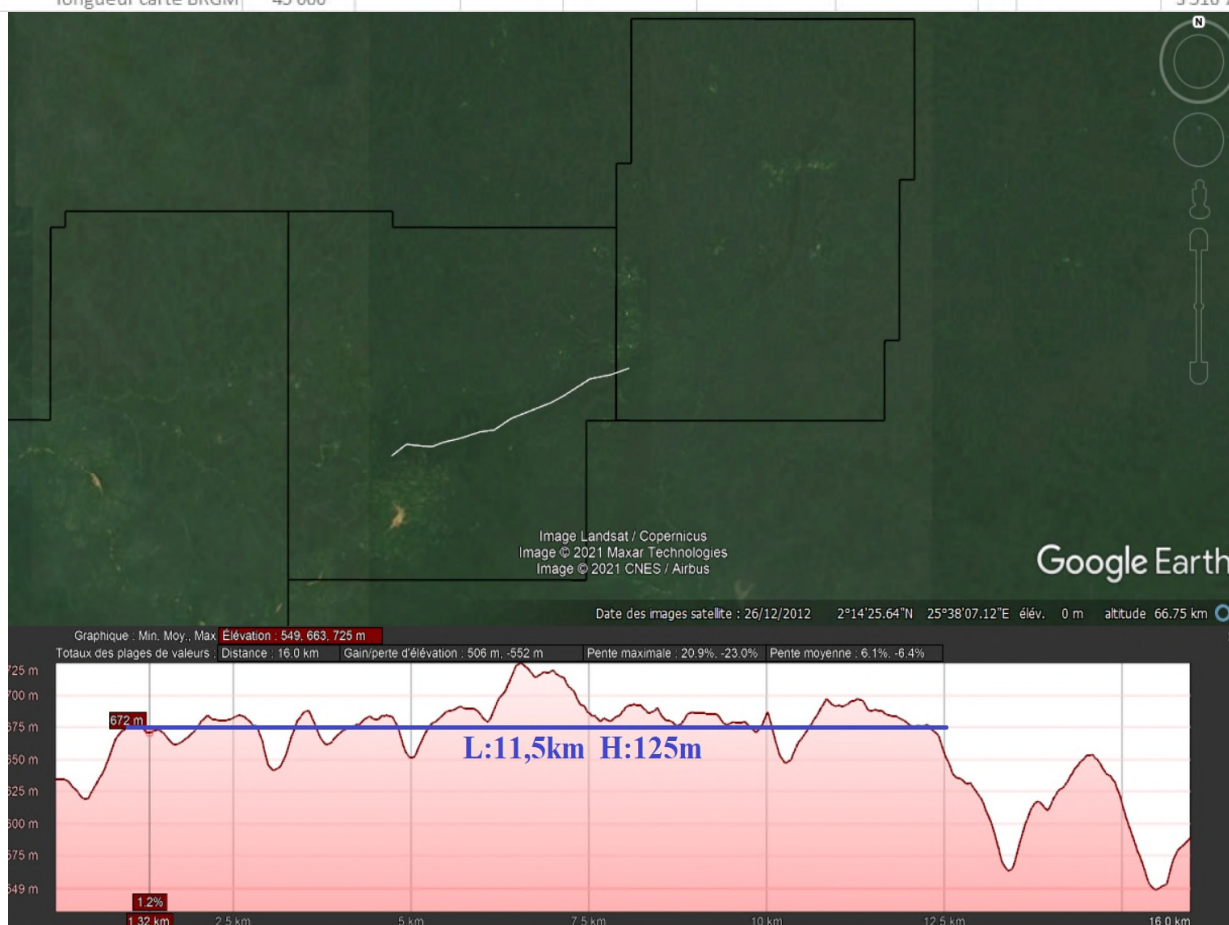 longueur carte BRGM 45 000
N
Image Landsat / Copernicus
Image © 2021 Maxar Technologies
Image © 2021 CNES / Airbus
Google Earth
Date des images satellite : 26/12/2012 2°14'25.64"N 25°38'07.12"E élév. 0 m altitude 66.75 km
Graphique : Min. Moy., Max Élévation : 549, 663, 725 m
Totaux des plages de valeurs : Distance : 16.0 km Gain/perte d'élévation : 506 m, -552 m Pente maximale : 20.9%, -23.0% Pente moyenne : 6.1%, -6.4%
725 m
700 m
672 m
675 m
L:11,5km H:125m
650 m
625 m
600 m
575 m
549 m
1.2%
1.32 km 2.5 km 5 km 7.5 km 10 km 12.5 km 16.0 km